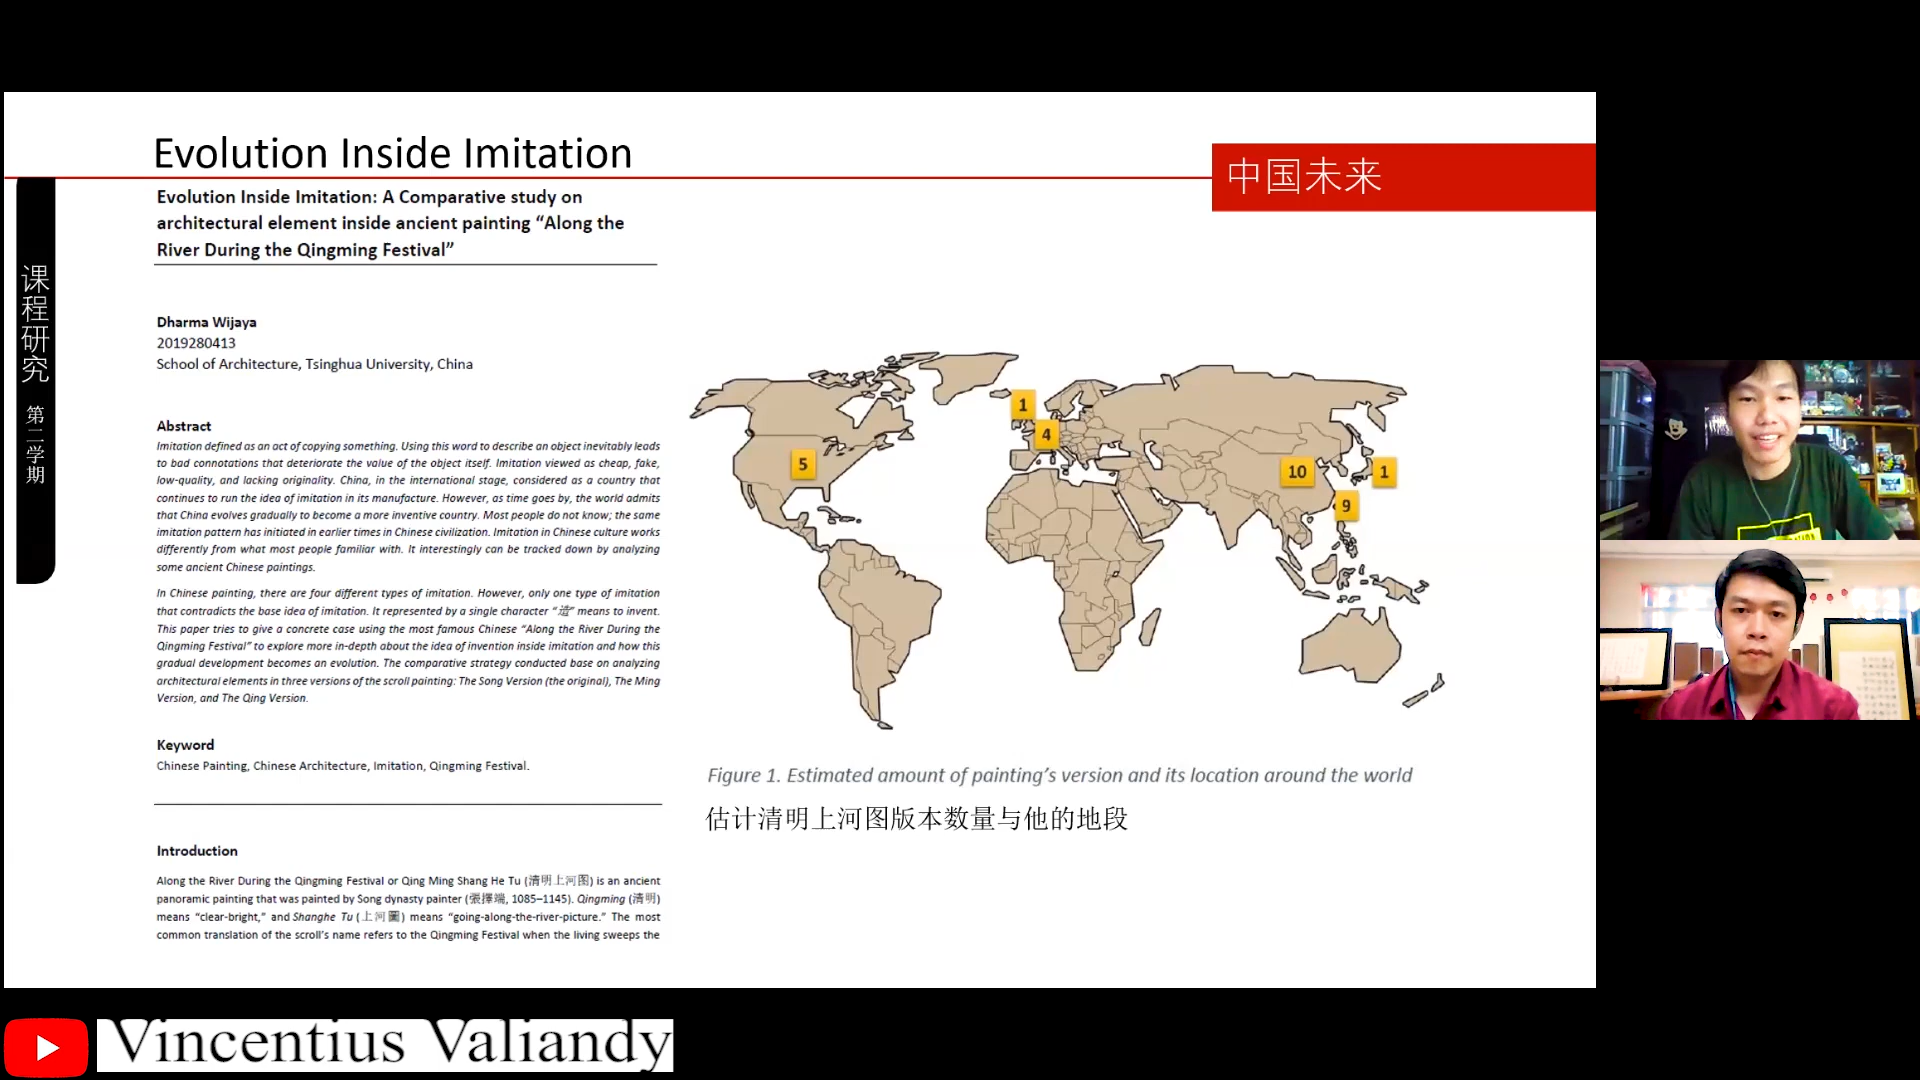 Evolution Inside Imitation
中国未来
课程研究 第二学期
Evolution Inside Imitation: A Comparative study on
architectural element inside ancient painting “Along the
River During the Qingming Festival”
Dharma Wijaya
2019280413
School of Architecture, Tsinghua University, China
Abstract
Imitation defined as an act of copying something. Using this word to describe an object inevitably leads
to bad connotations that deteriorate the value of the object itself. Imitation viewed as cheap, fake,
low-quality, and lacking originality. China, in the international stage, considered as a country that
continues to run the idea of imitation in its manufacture. However, as time goes by, the world admits
that China evolves gradually to become a more inventive country. Most people do not know; the same
imitation pattern has initiated in earlier times in Chinese civilization. Imitation in Chinese culture works
differently from what most people familiar with. It interestingly can be tracked down by analyzing
some ancient Chinese paintings.
In Chinese painting, there are four different types of imitation. However, only one type of imitation
that contradicts the base idea of imitation. It represented by a single character “造” means to invent.
This paper tries to give a concrete case using the most famous Chinese “Along the River During the
Qingming Festival” to explore more in-depth about the idea of invention inside imitation and how this
gradual development becomes an evolution. The comparative strategy conducted base on analyzing
architectural elements in three versions of the scroll painting: The Song Version (the original), The Ming
Version, and The Qing Version.
Keyword
Chinese Painting, Chinese Architecture, Imitation, Qingming Festival.
Introduction
Along the River During the Qingming Festival or Qing Ming Shang He Tu (清明上河图) is an ancient
panoramic painting that was painted by Song dynasty painter (張擇端, 1085–1145). Qingming (清明)
means “clear-bright,” and Shanghe Tu (上河圖) means “going-along-the-river-picture.” The most
common translation of the scroll’s name refers to the Qingming Festival when the living sweeps the
1
4
5
10
1
9
Figure 1. Estimated amount of painting’s version and its location around the world
估计清明上河图版本数量与他的地段
Vincentius Valiandy